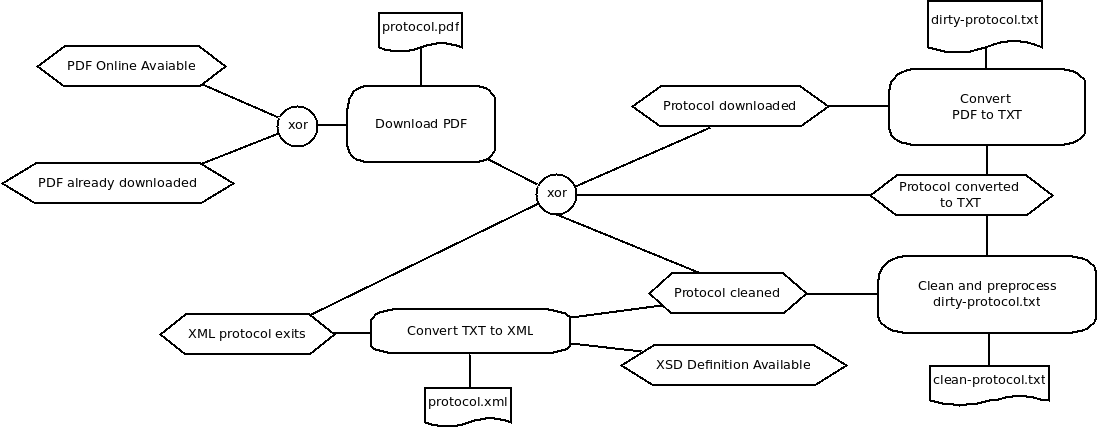 dirty-protocol.txt
protocol.pdf
PDF Online Avaiable
Protocol downloaded
Convert
PDF to TXT
xor
Download PDF
PDF already downloaded
xor
Protocol converted
to TXT
Clean and preprocess
dirty-protocol.txt
Protocol cleaned
XML protocol exits
Convert TXT to XML
XSD Definition Available
clean-protocol.txt
protocol.xml